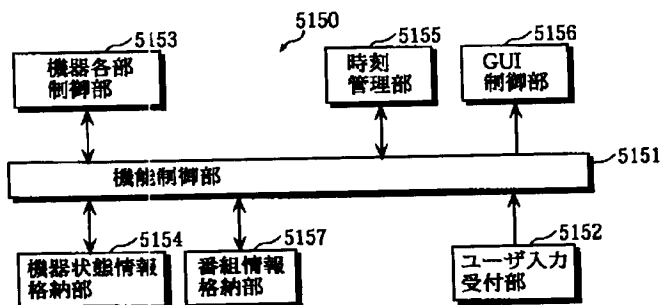 5150
5153
機器各部
制御部
5155
時刻
管理部
5156
GUI
制御部
5151
機能制御部
5154
機器状態情報
格納部
5157
番組情報
格納部
5152
ユーザ入力
受付部